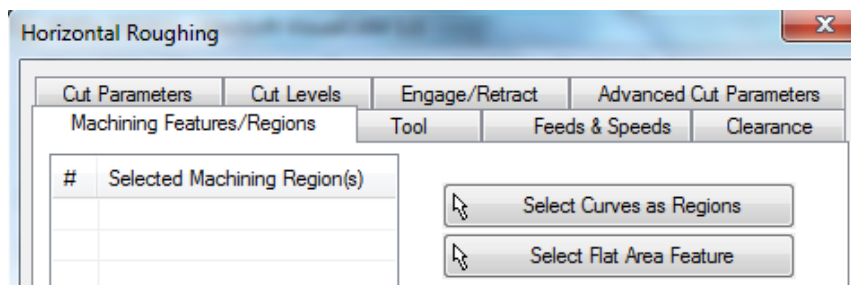 Horizontal Roughing
Cut Parameters Cut Levels Engage/Retract Advanced Cut Parameters
Machining Features/Regions Tool Feeds & Speeds Clearance
# Selected Machining Region(s)
Select Curves as Regions
Select Flat Area Feature